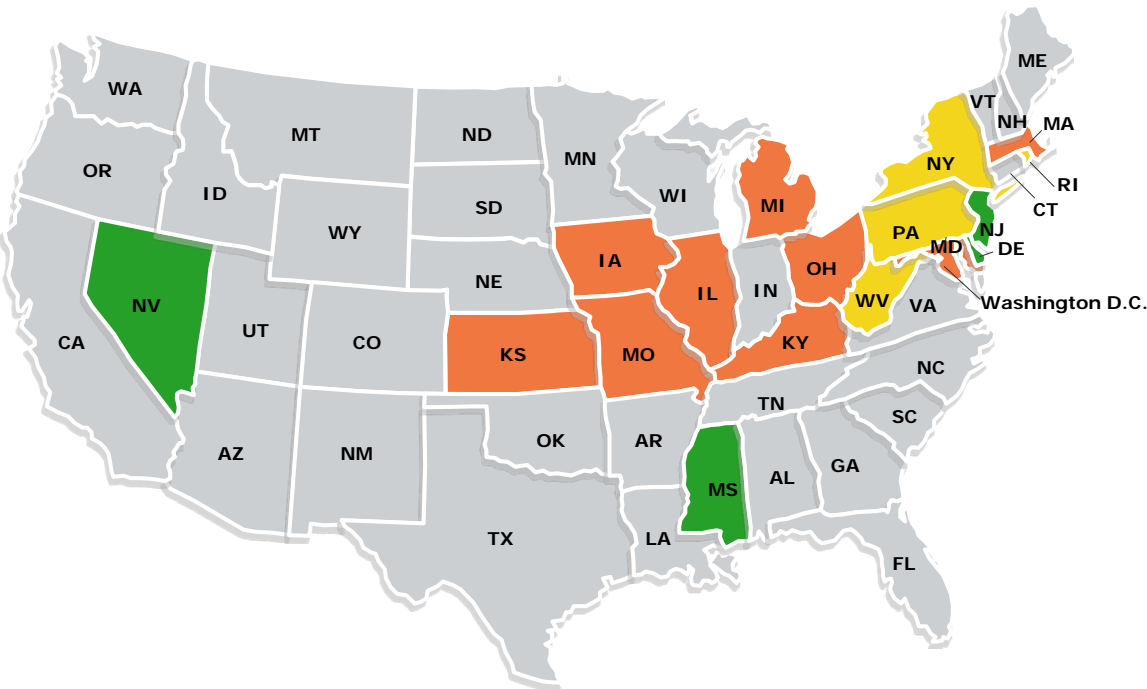 ME
WA
VT
NH
MA
MT
ND
MN
OR
NY
RI
ID
SD
WI
MI
CT
WY
PA
NJ
MD
DE
IA
OH
NE
IL
IN
WV
Washington D.C.
NV
VA
UT
CO
CA
KS
MO
KY
NC
TN
SC
OK
AR
AZ
NM
GA
AL
MS
TX
LA
FL